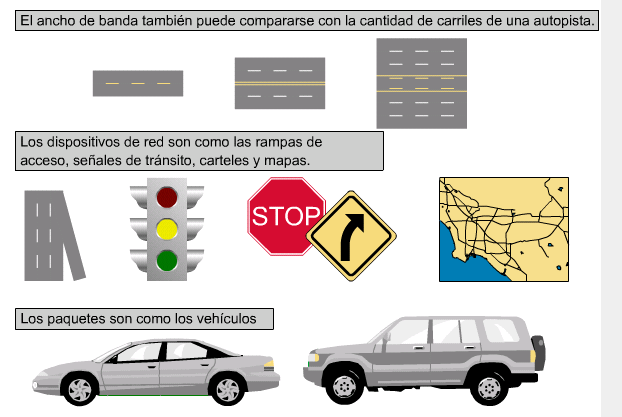 El ancho de banda también puede compararse con la cantidad de carriles de una autopista.
Los dispositivos de red son como las rampas de
acceso, señales de tránsito, carteles y mapas.
STOP
Los paquetes son como los vehículos